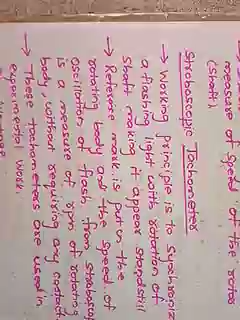 measure of speed of the rotor
(shaft).
Stroboscopic Tachometer
→ Working principle is to synchroniz
a flashing light with rotation of
shaft making it appear standstill
→ Reference mark is put on the
rotating body and the speed of
oscillation of flash from strobosc
is a measure of rpm of rotating
body, without requiring any contact.
→ These tachometers are used in
experimental work.